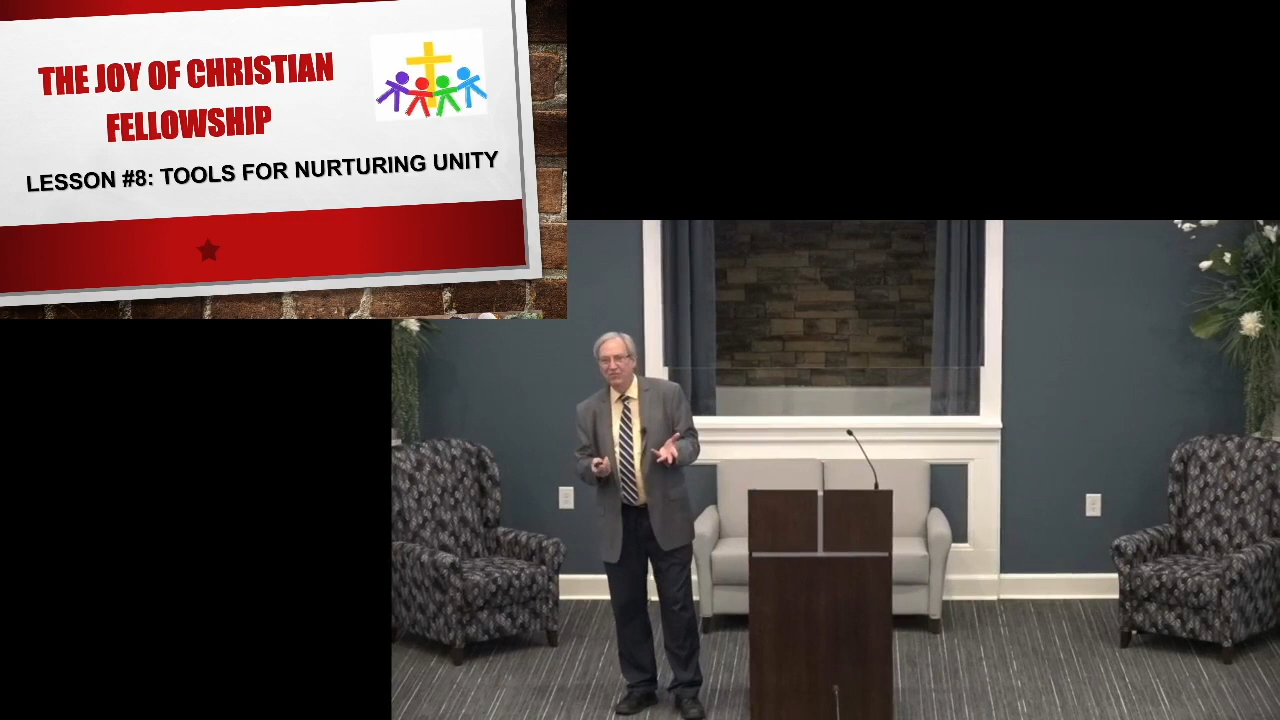 THE JOY OF CHRISTIAN
FELLOWSHIP
LESSON #8: TOOLS FOR NURTURING UNITY